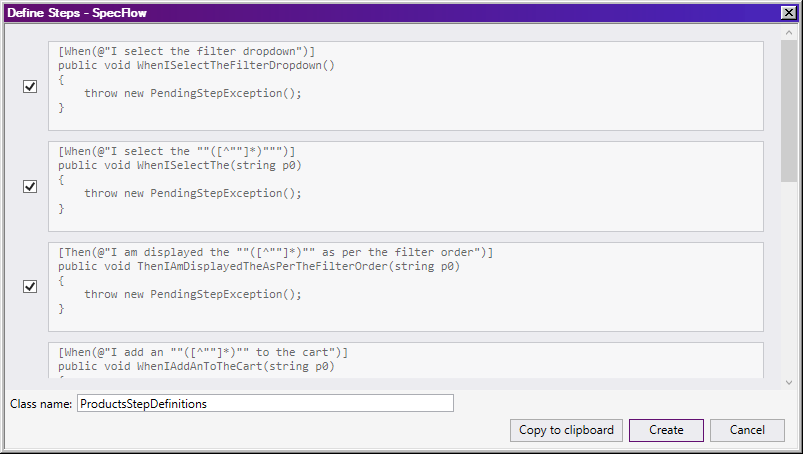 Define Steps - SpecFlow
[When(@"I select the filter dropdown")]
public void WhenISelectTheFilterDropdown()
{
    throw new PendingStepException();
}
[When(@"I select the ""([^""]*)""")]
public void WhenISelectThe(string p0)
{
    throw new PendingStepException();
}
[Then(@"I am displayed the ""([^""]*)"" as per the filter order")]
public void ThenIAmDisplayedTheAsPerTheFilterOrder(string p0)
{
    throw new PendingStepException();
}
[When(@"I add an ""([^""]*)"" to the cart")]
public void WhenIAddAnToTheCart(string p0)
{
Class name: ProductsStepDefinitions
Copy to clipboard Create Cancel